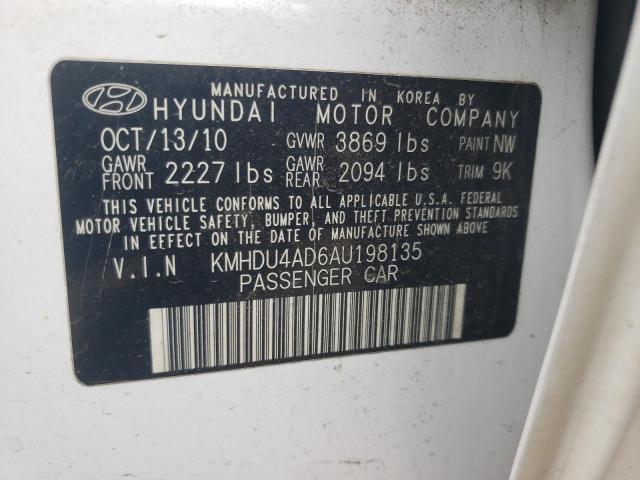 MANUFACTURED IN KOREA BY
HYUNDAI MOTOR COMPANY
OCT/13/10 GVWR 3869 lbs PAINT NW
GAWR FRONT 2227 lbs GAWR REAR 2094 lbs TRIM 9K
THIS VEHICLE CONFORMS TO ALL APPLICABLE U.S.A. FEDERAL
MOTOR VEHICLE SAFETY, BUMPER, AND THEFT PREVENTION STANDARDS
IN EFFECT ON THE DATE OF MANUFACTURE SHOWN ABOVE.
V.I.N KMHDU4AD6AU198135
PASSENGER CAR